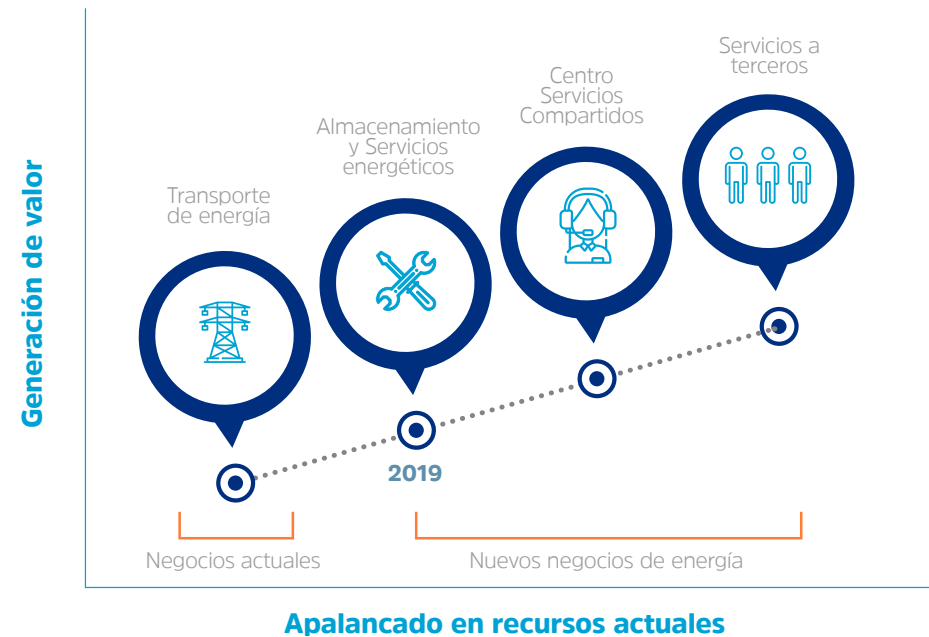 Servicios a
terceros
Centro
Servicios
Compartidos
Almacenamiento
y Servicios
energéticos
Transporte
de energía
Generación de valor
2019
Negocios actuales
Nuevos negocios de energía
Apalancado en recursos actuales